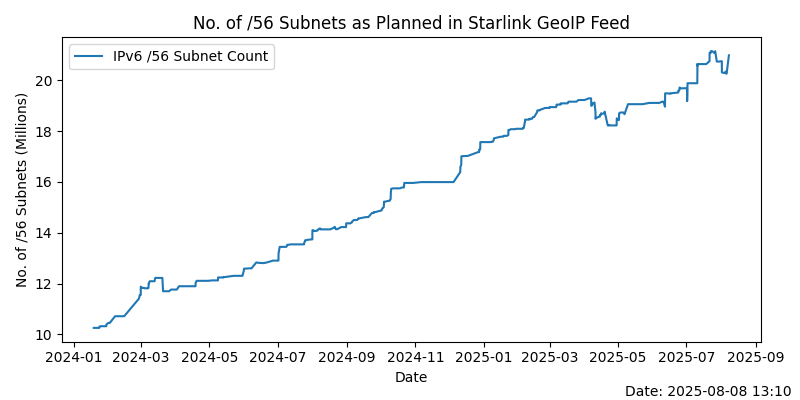 No. of /56 Subnets as Planned in Starlink GeoIP Feed
IPv6 /56 Subnet Count
No. of /56 Subnets (Millions)
20
18
16
14
12
10
2024-01 2024-03 2024-05 2024-07 2024-09 2024-11 2025-01 2025-03 2025-05 2025-07 2025-09
Date
Date: 2025-08-08 13:10